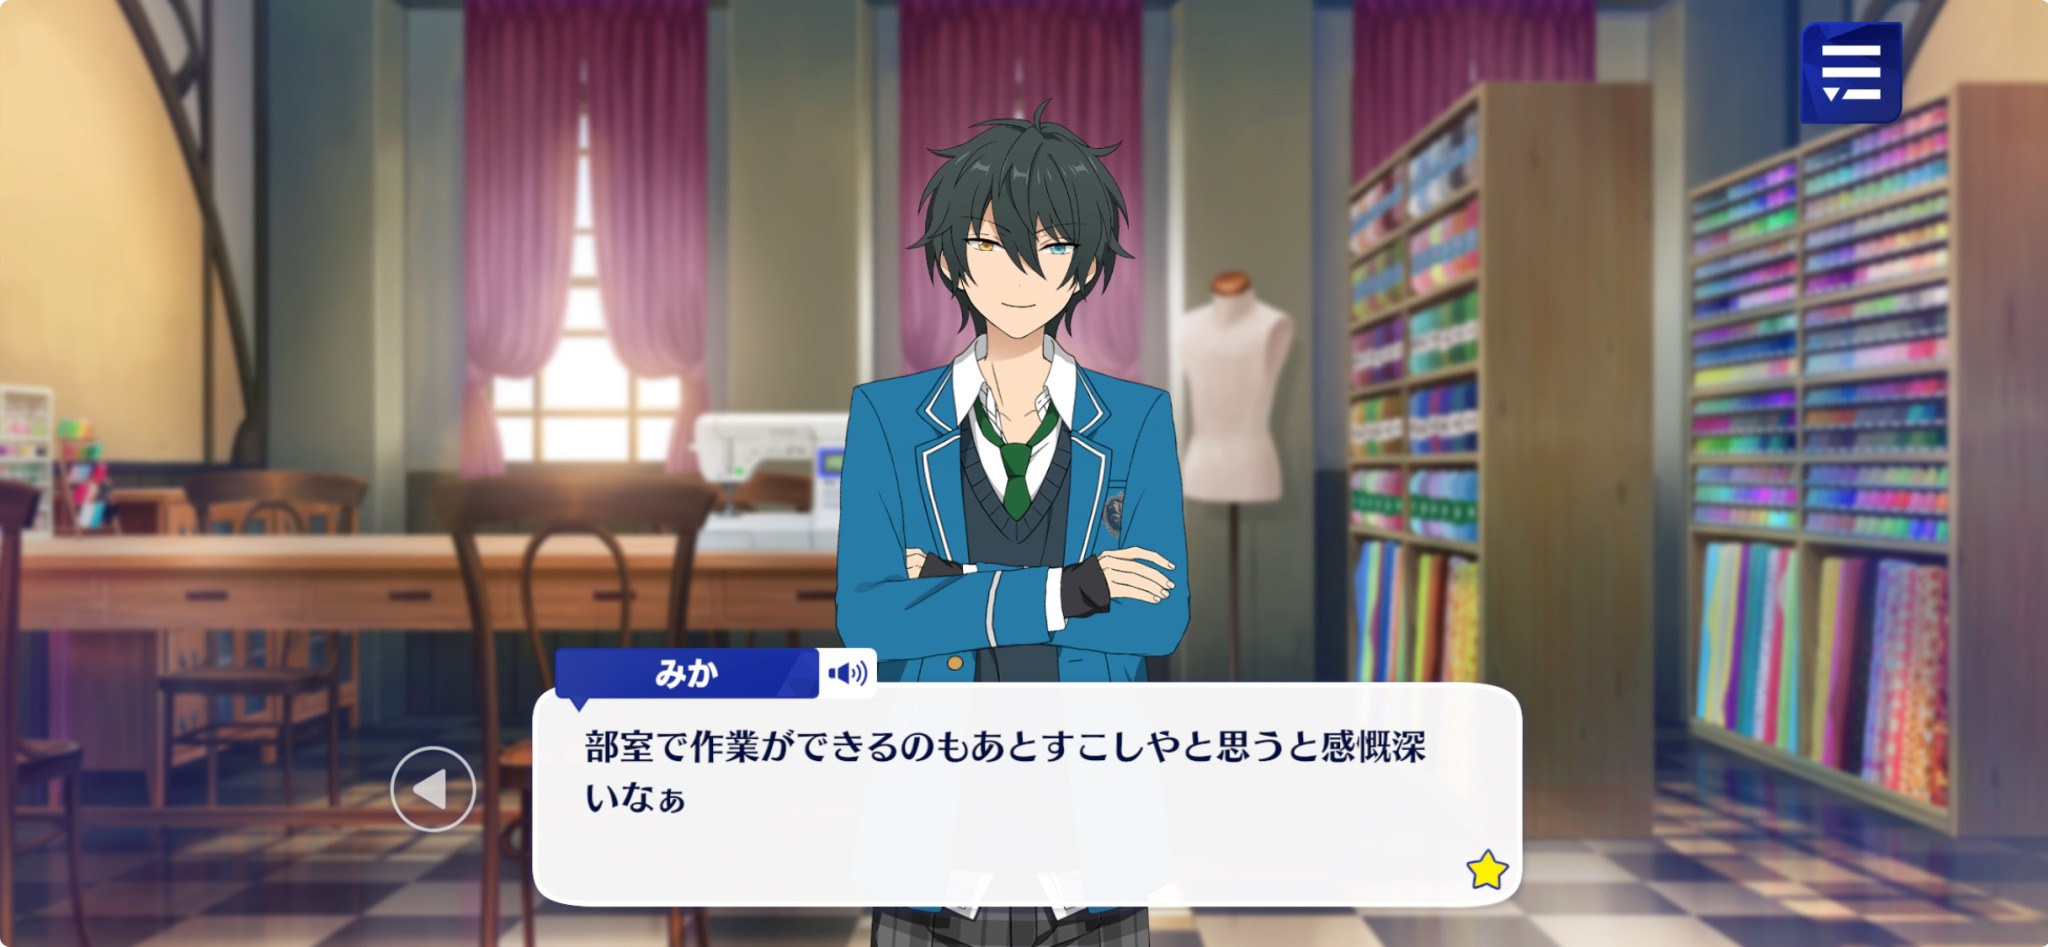 みか
部室で作業ができるのもあとすこしやと思うと感慨深
いなぁ